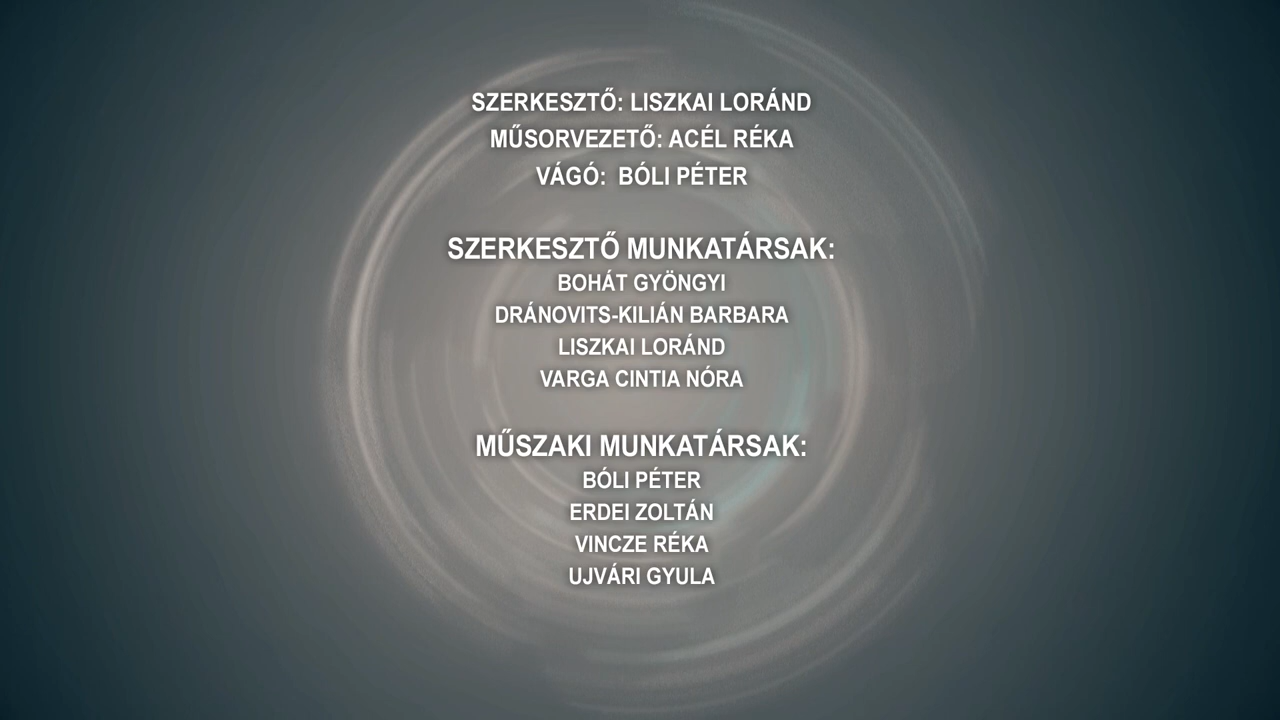 SZERKESZTŐ: LISZKAI LORÁND
MŰSORVEZETŐ: ACÉL RÉKA
VÁGÓ: BÓLI PÉTER
SZERKESZTŐ MUNKATÁRSAK:
BOHÁT GYÖNGYI
DRÁNOVITS-KILIÁN BARBARA
LISZKAI LORÁND
VARGA CINTIA NÓRA
MŰSZAKI MUNKATÁRSAK:
BÓLI PÉTER
ERDEI ZOLTÁN
VINCZE RÉKA
UJVÁRI GYULA